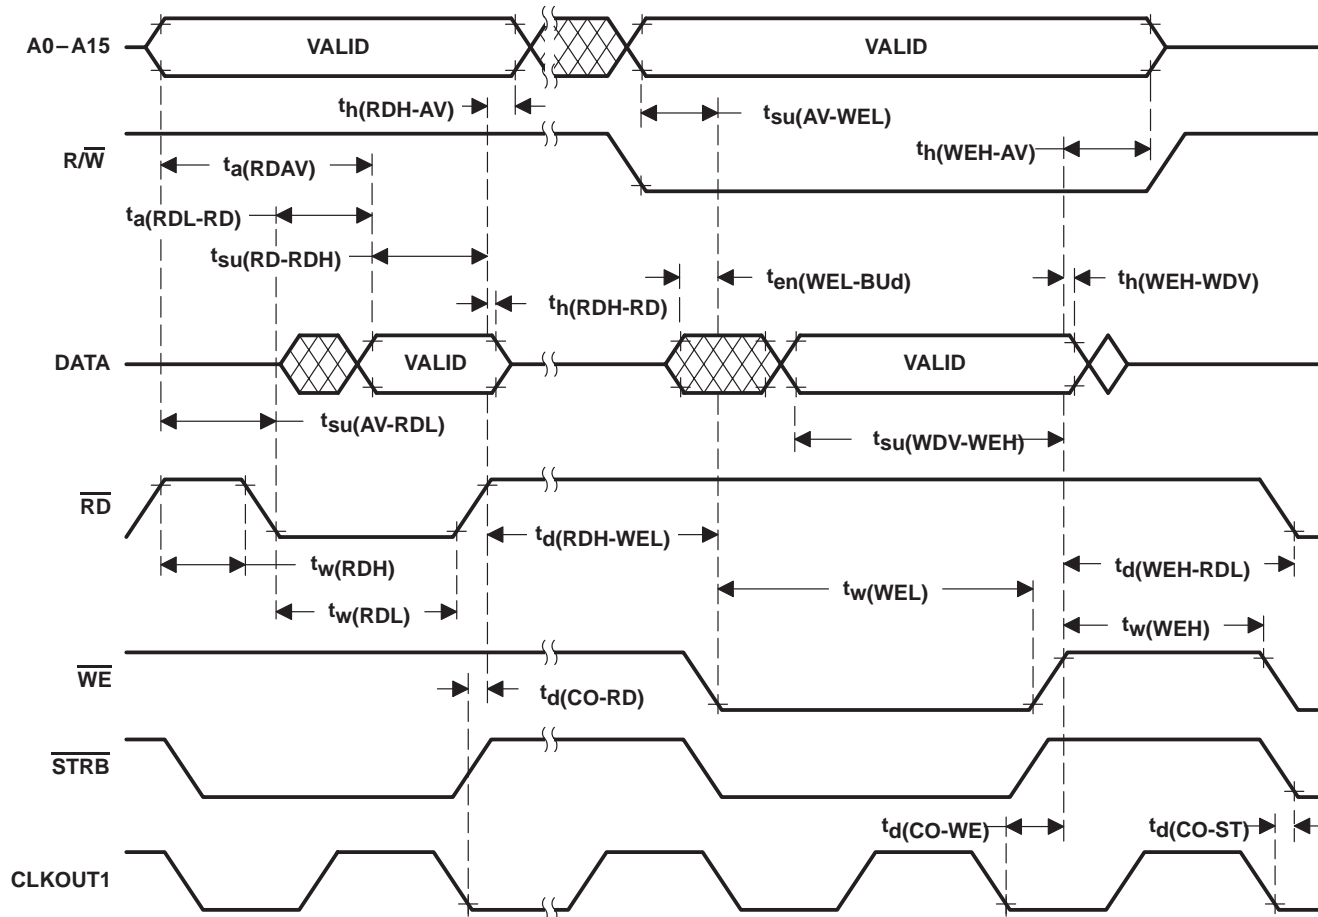 A0–A15
VALID
VALID
th(RDH-AV)
tsu(AV-WEL)
R/W̅
ta(RDAV)
th(WEH-AV)
ta(RDL-RD)
tsu(RD-RDH)
ten(WEL-BUd)
th(WEH-WDV)
th(RDH-RD)
DATA
VALID
VALID
tsu(AV-RDL)
tsu(WDV-WEH)
R̅D̅
td(RDH-WEL)
tw(RDH)
td(WEH-RDL)
tw(RDL)
tw(WEL)
tw(WEH)
W̅E̅
td(CO-RD)
S̅T̅R̅B̅
td(CO-WE)
td(CO-ST)
CLKOUT1